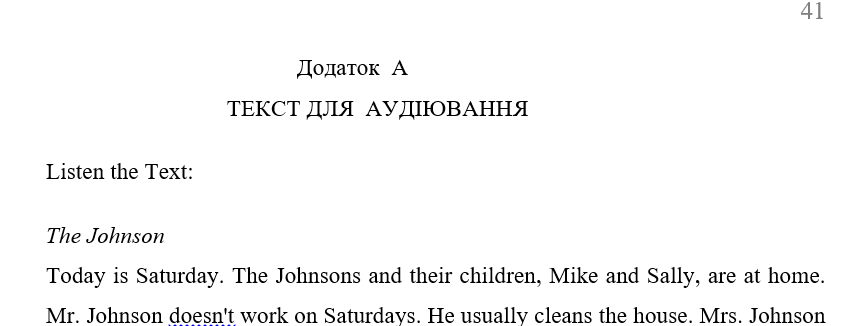 41
Додаток А
ТЕКСТ ДЛЯ АУДІЮВАННЯ
Listen the Text:
The Johnson
Today is Saturday. The Johnsons and their children, Mike and Sally, are at home.
Mr. Johnson doesn't work on Saturdays. He usually cleans the house. Mrs. Johnson